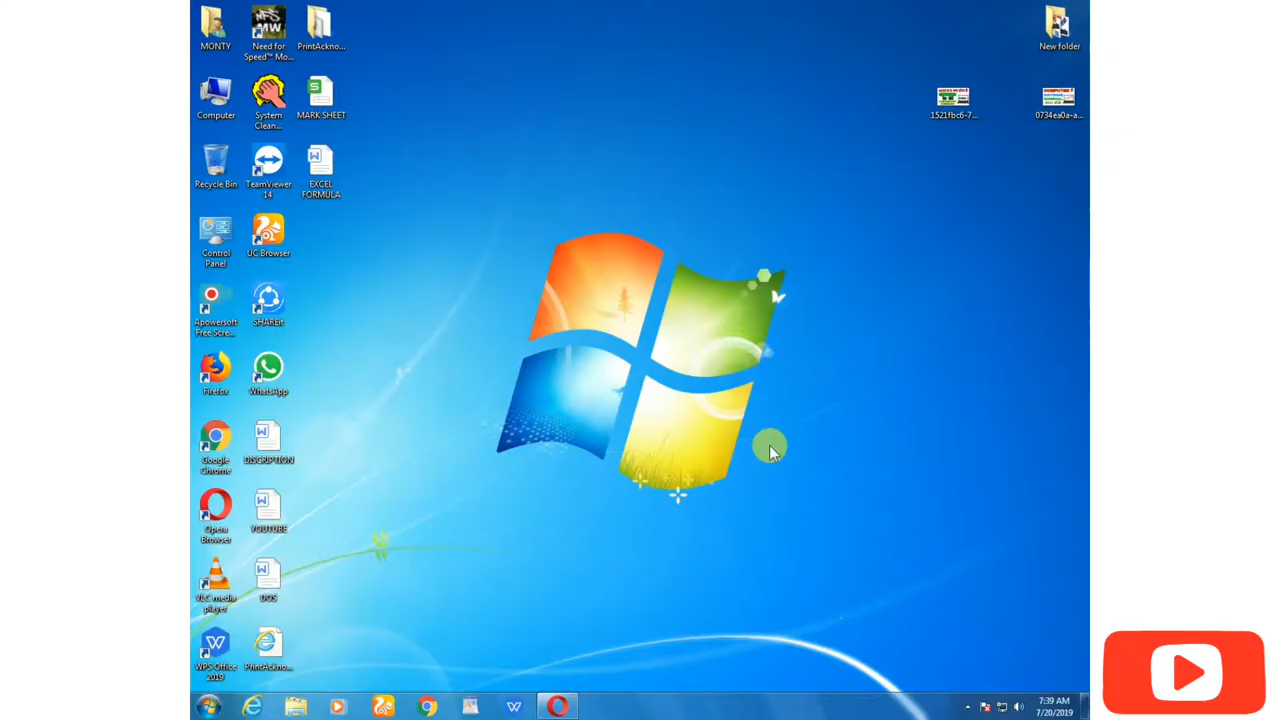 MONTY
Need for
Speed™ Mo...
PrintAckno...
New folder
Computer
System
Clean...
MARK SHEET
1521fbc6-7...
0734ea0a-a...
Recycle Bin
TeamViewer
14
EXCEL
FORMULA
Control
Panel
UC Browser
Apowersoft
Free Scre...
SHAREit
Firefox
WhatsApp
Google
Chrome
DISCRIPTION
Opera
Browser
YOUTUBE
VLC media
player
DOS
WPS Office
2019
PrintAckno...
7:39 AM
7/20/2019